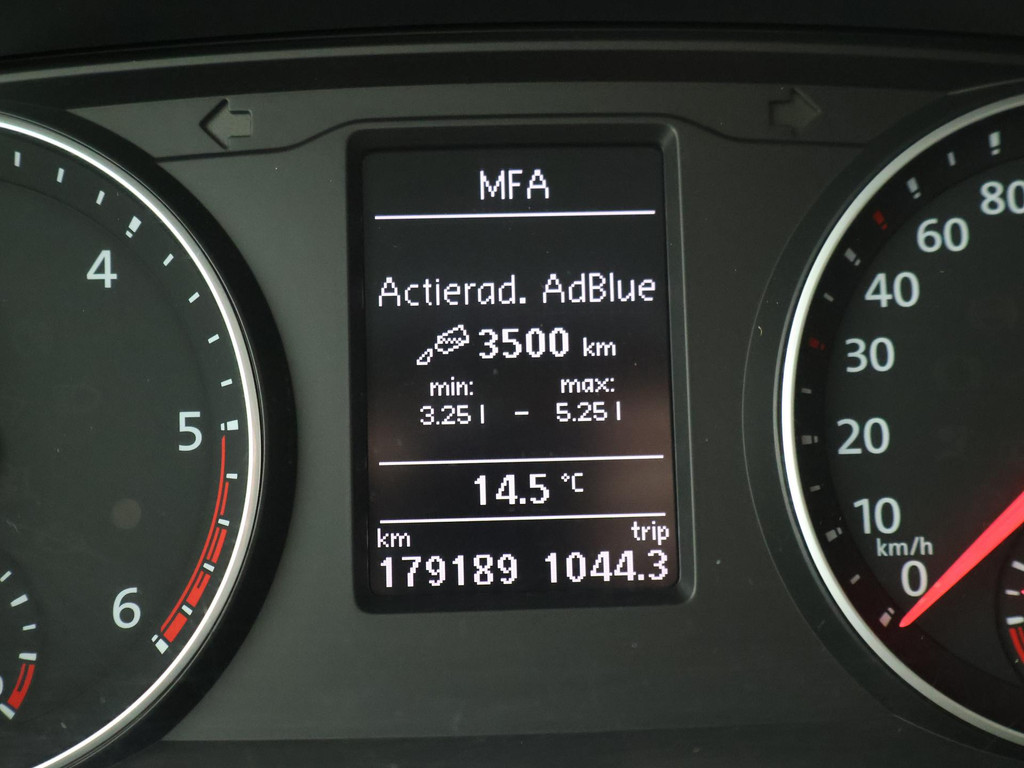 MFA
Actierad. AdBlue
3500 km
min: max:
3.25 l – 5.25 l
14.5 °C
km trip
179189 1044.3
4
5
6
80
60
40
30
20
10
km/h
0